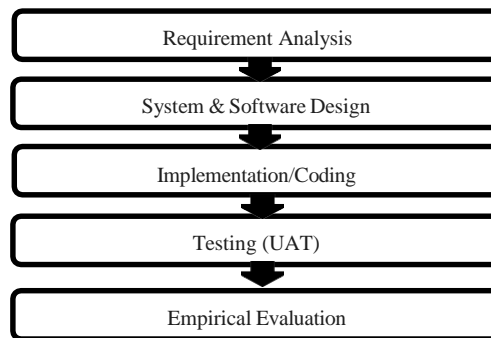 Requirement Analysis
System & Software Design
Implementation/Coding
Testing (UAT)
Empirical Evaluation